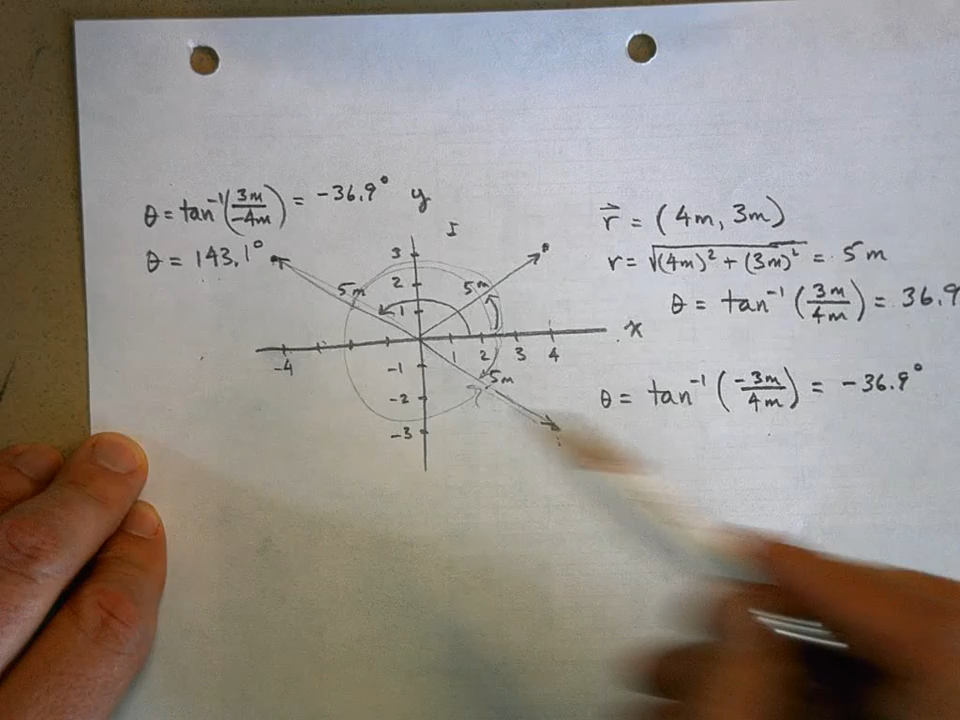 θ = tan⁻¹(3m/-4m) = -36.9°
θ = 143.1°
y
I
3
2
1
5m
5m
x
-4
1 2 3 4
-1
-2
-3
5m
r⃗ = (4m, 3m)
r = √((4m)² + (3m)²) = 5m
θ = tan⁻¹(3m/4m) = 36.9
θ = tan⁻¹(-3m/4m) = -36.9°